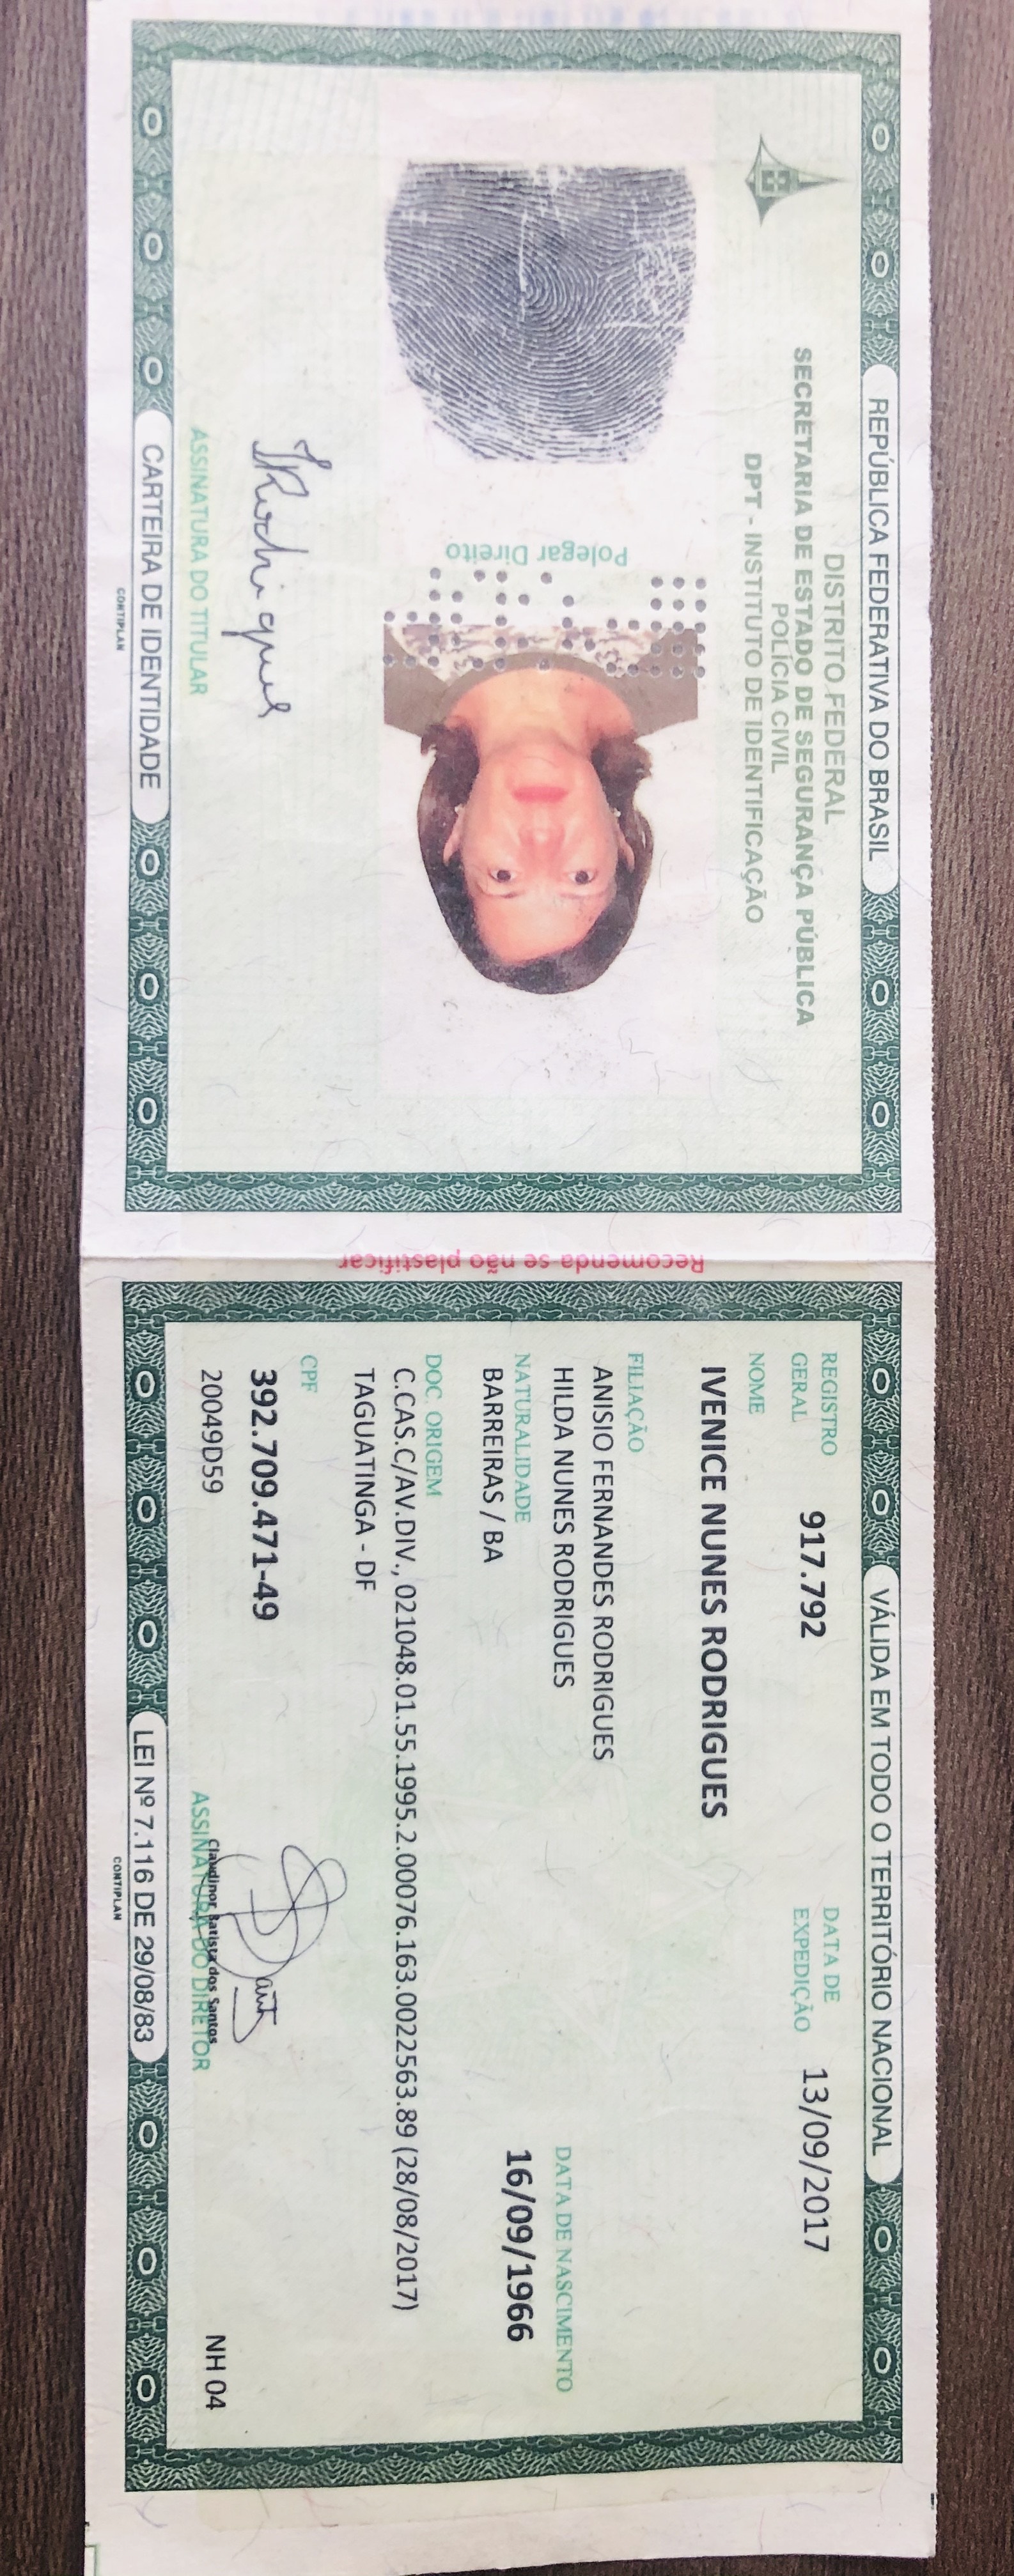 REPÚBLICA FEDERATIVA DO BRASIL
DISTRITO FEDERAL
SECRETARIA DE ESTADO DE SEGURANÇA PÚBLICA
POLÍCIA CIVIL
DPT - INSTITUTO DE IDENTIFICAÇÃO
Polegar Direito
IRodrigues
ASSINATURA DO TITULAR
CARTEIRA DE IDENTIDADE
CONTIPLAN
Recomenda-se não plastificar
VÁLIDA EM TODO O TERRITÓRIO NACIONAL
REGISTRO GERAL 917.792 DATA DE EXPEDIÇÃO 13/09/2017
NOME
IVENICE NUNES RODRIGUES
FILIAÇÃO
ANISIO FERNANDES RODRIGUES
HILDA NUNES RODRIGUES
DATA DE NASCIMENTO
16/09/1966
NATURALIDADE
BARREIRAS / BA
DOC. ORIGEM
C.CAS.C/AV.DIV., 021048.01.55.1995.2.00076.163.0022563.89 (28/08/2017)
TAGUATINGA - DF
CPF
392.709.471-49
20049D59
Claudinor Batista dos Santos
ASSINATURA DO DIRETOR
NH 04
LEI Nº 7.116 DE 29/08/83
CONTIPLAN